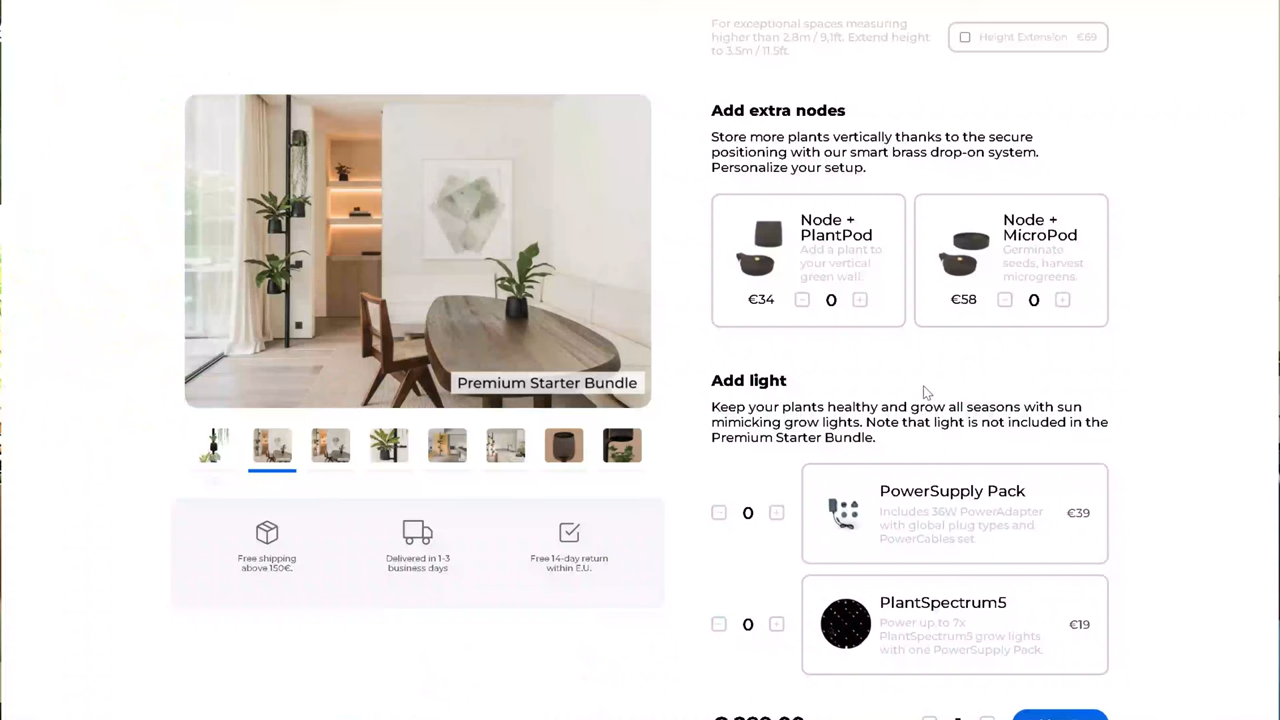 For exceptional spaces measuring
higher than 2.8m / 9,1ft. Extend height
to 3.5m / 11.5ft.
Height Extension €69
Add extra nodes
Store more plants vertically thanks to the secure
positioning with our smart brass drop-on system.
Personalize your setup.
Node +
PlantPod
Add a plant to
your vertical
green wall.
€34
0
Node +
MicroPod
Germinate
seeds, harvest
microgreens.
€58
0
Premium Starter Bundle
Add light
Keep your plants healthy and grow all seasons with sun
mimicking grow lights. Note that light is not included in the
Premium Starter Bundle.
0
PowerSupply Pack
Includes 36W PowerAdapter
with global plug types and
PowerCables set
€39
0
PlantSpectrum5
Power up to 7x
PlantSpectrum5 grow lights
with one PowerSupply Pack.
€19
Free shipping
above 150€.
Delivered in 1-3
business days
Free 14-day return
within E.U.